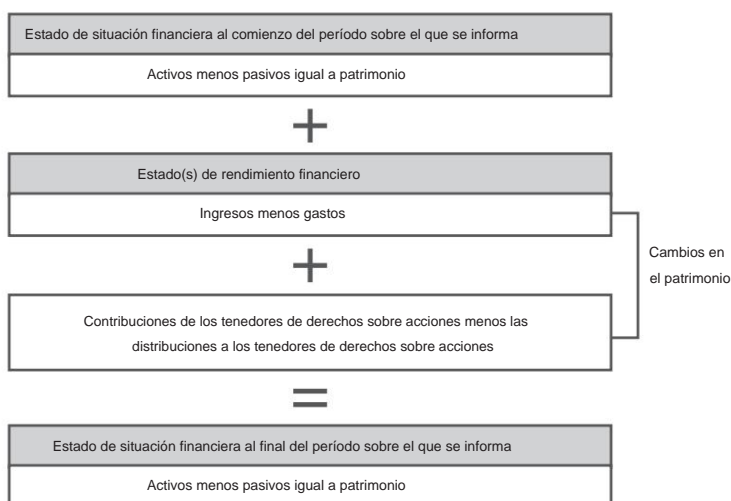 Estado de situación financiera al comienzo del período sobre el que se informa
Activos menos pasivos igual a patrimonio
+
Estado(s) de rendimiento financiero
Ingresos menos gastos
+
Cambios en
el patrimonio
Contribuciones de los tenedores de derechos sobre acciones menos las
distribuciones a los tenedores de derechos sobre acciones
=
Estado de situación financiera al final del período sobre el que se informa
Activos menos pasivos igual a patrimonio